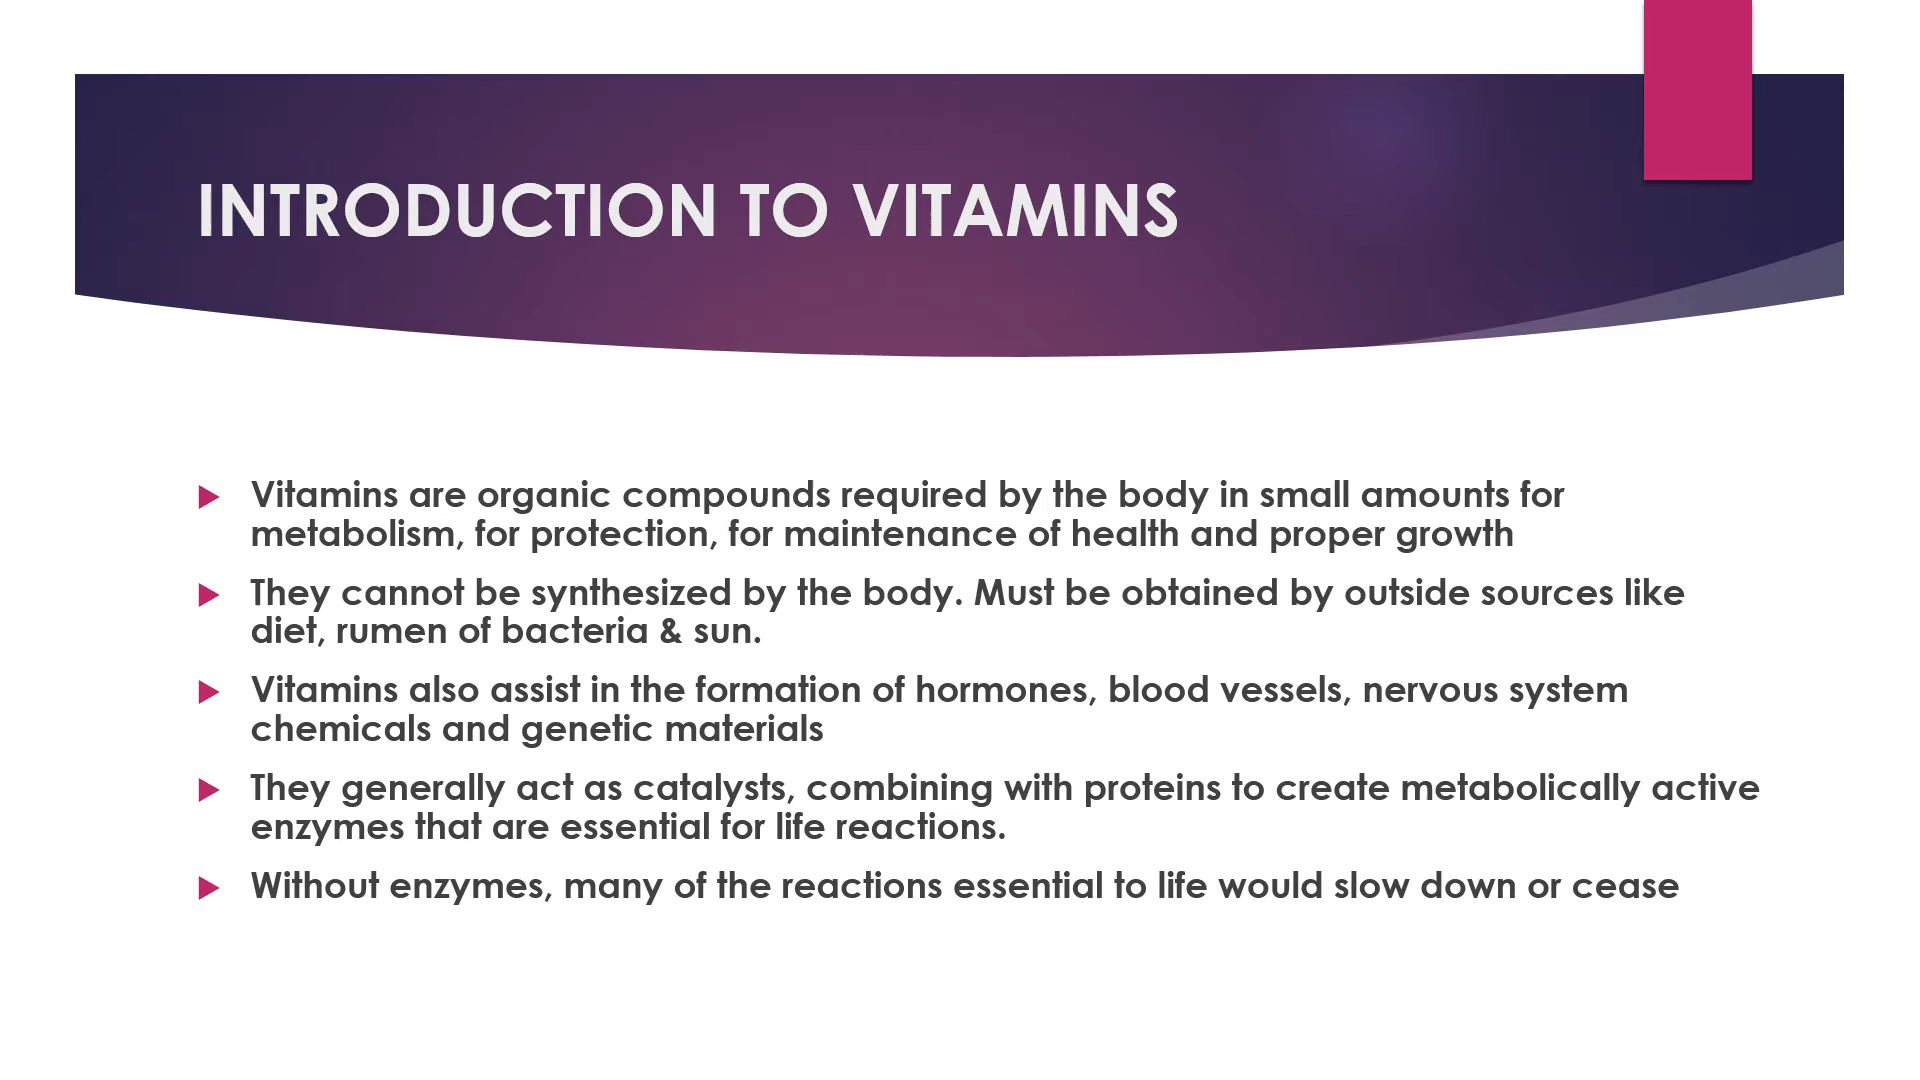 INTRODUCTION TO VITAMINS
Vitamins are organic compounds required by the body in small amounts for
metabolism, for protection, for maintenance of health and proper growth
They cannot be synthesized by the body. Must be obtained by outside sources like
diet, rumen of bacteria & sun.
Vitamins also assist in the formation of hormones, blood vessels, nervous system
chemicals and genetic materials
They generally act as catalysts, combining with proteins to create metabolically active
enzymes that are essential for life reactions.
Without enzymes, many of the reactions essential to life would slow down or cease